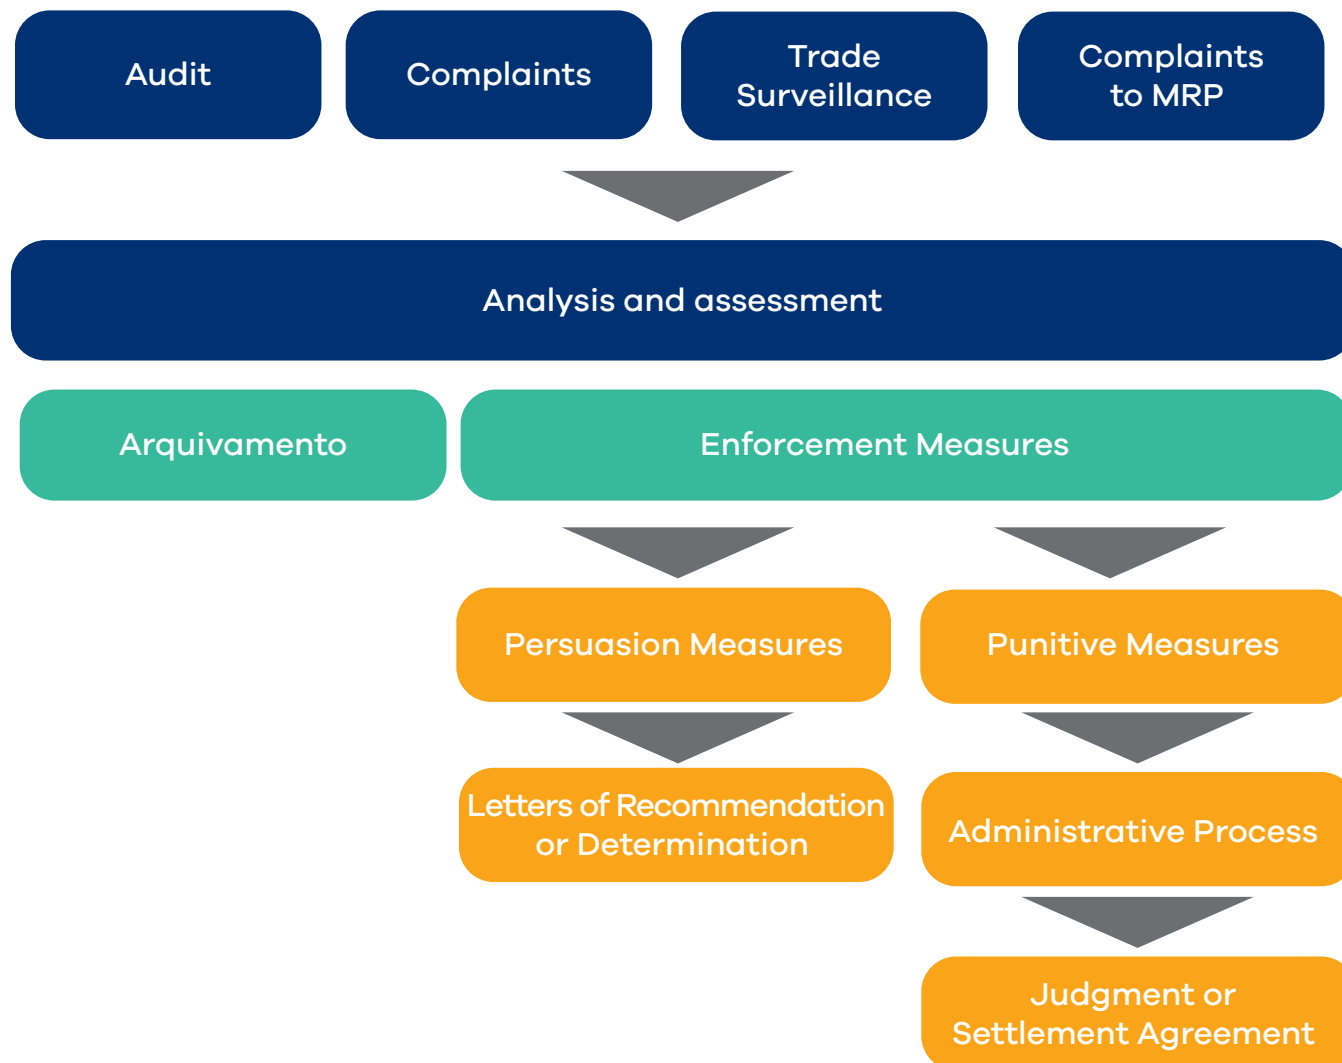 Audit
Complaints
Trade
Surveillance
Complaints
to MRP
Analysis and assessment
Arquivamento
Enforcement Measures
Persuasion Measures
Punitive Measures
Letters of Recommendation
or Determination
Administrative Process
Judgment or
Settlement Agreement